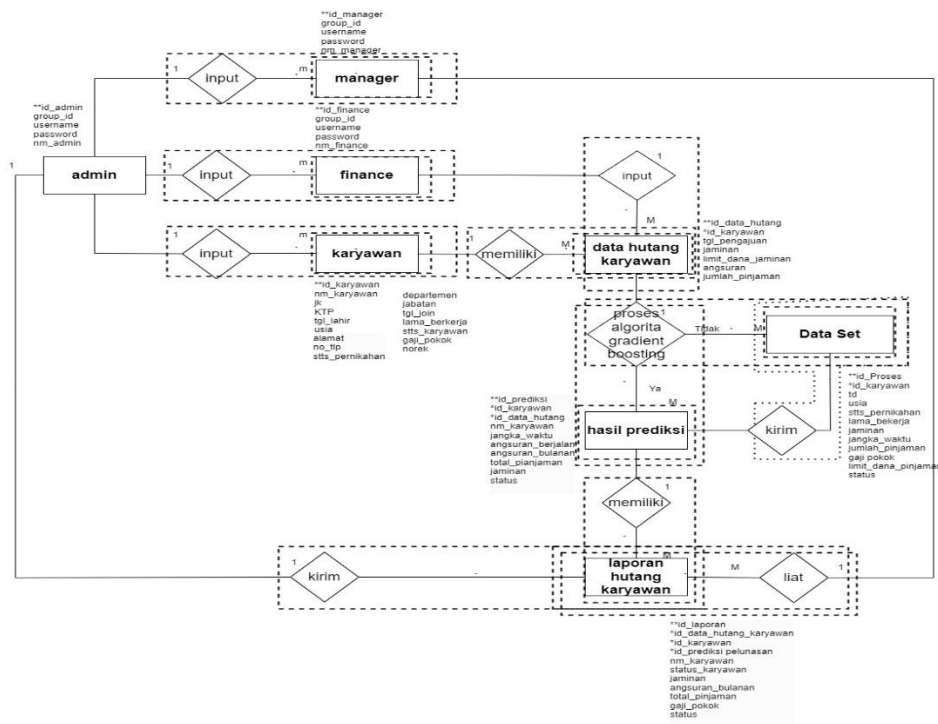 **id_manager
group_id
username
password
nm_manager
1
input
m
manager
**id_admin
group_id
username
password
nm_admin
**id_finance
group_id
username
password
nm_finance
1
admin
1
input
m
finance
1
input
M
1
input
m
karyawan
1
memiliki
M
data hutang
karyawan
**id_data_hutang
*id_karyawan
tgl_pengajuan
jaminan
limit_dana_jaminan
angsuran
jumlah_pinjaman
**id_karyawan
nm_karyawan
jk
KTP
tgl_lahir
usia
alamat
no_tlp
stts_pernikahan
departemen
jabatan
tgl_join
lama_berkerja
stts_karyawan
gaji_pokok
norek
1
proses
algorita
gradient
boosting
Tidak
M
Data Set
Ya
M
**id_Proses
*id_karyawan
td
usia
stts_pernikahan
lama_bekerja
jaminan
jangka_waktu
jumlah_pinjaman
gaji pokok
limit_dana_pinjaman
status
**id_prediksi
*id_karyawan
*id_data_hutang
nm_karyawan
jangka_waktu
angsuran_berjalan
angsuran_bulanan
total_pianjaman
jaminan
status
hasil prediksi
kirim
1
memiliki
M
1
kirim
laporan
hutang
karyawan
M
liat
1
**id_laporan
*id_data_hutang_karyawan
*id_karyawan
*id_prediksi pelunasan
nm_karyawan
status_karyawan
jaminan
angsuran_bulanan
total_pinjaman
gaji_pokok
status